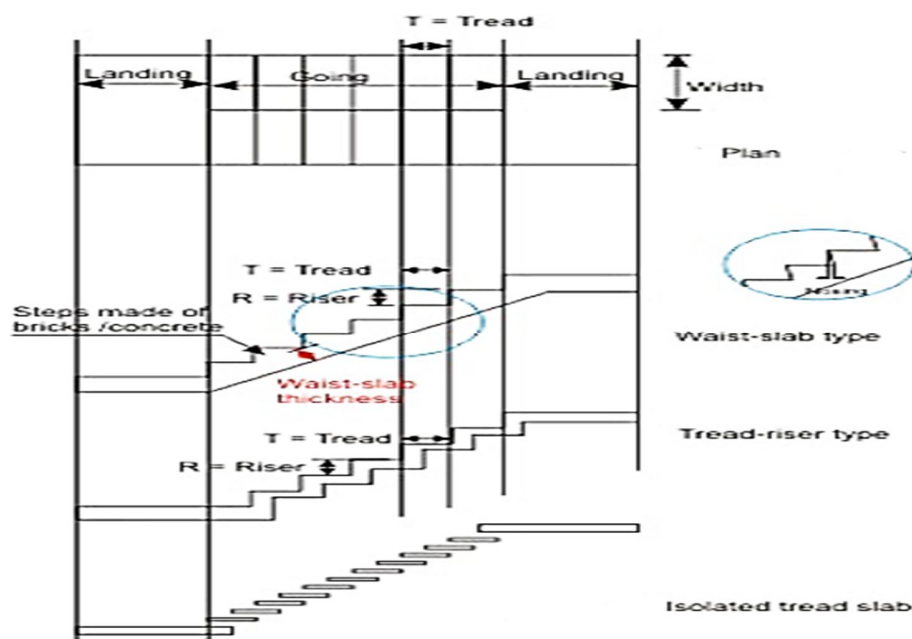 T = Tread
Landing
Going
Landing
Width
Plan
T = Tread
R = Riser
Nosing
Steps made of
bricks /concrete
Waist-slab type
Waist-slab
thickness
T = Tread
Tread-riser type
R = Riser
Isolated tread slab